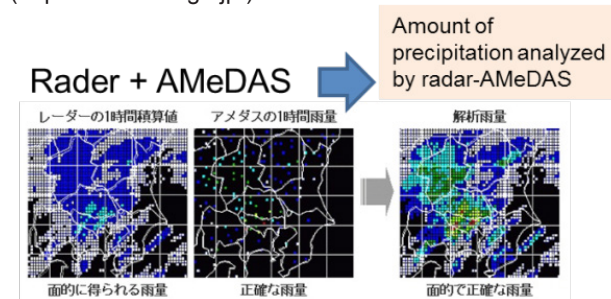 Amount of
precipitation analyzed
by radar-AMeDAS
Rader + AMeDAS
レーダーの1時間積算値
アメダスの1時間雨量
解析雨量
面的に得られる雨量
正確な雨量
面的で正確な雨量